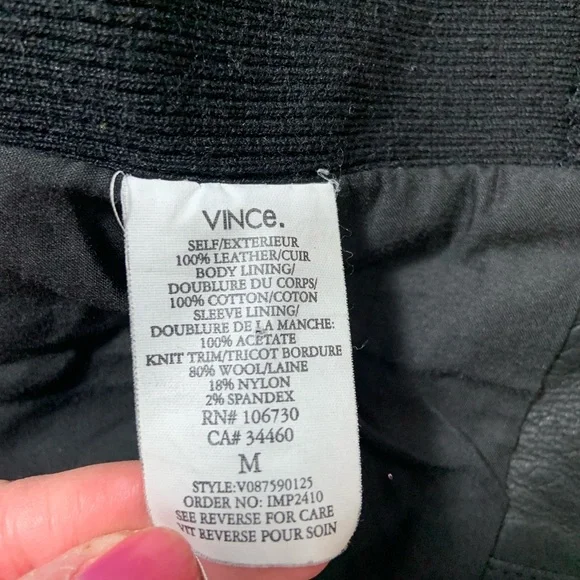 VINCe.
SELF/EXTERIEUR
100% LEATHER/CUIR
BODY LINING/
DOUBLURE DU CORPS/
100% COTTON/COTON
SLEEVE LINING/
DOUBLURE DE LA MANCHE:
100% ACETATE
KNIT TRIM/TRICOT BORDURE
80% WOOL/LAINE
18% NYLON
2% SPANDEX
RN# 106730
CA# 34460
M
STYLE:V087590125
ORDER NO: IMP2410
SEE REVERSE FOR CARE
VIT REVERSE POUR SOIN